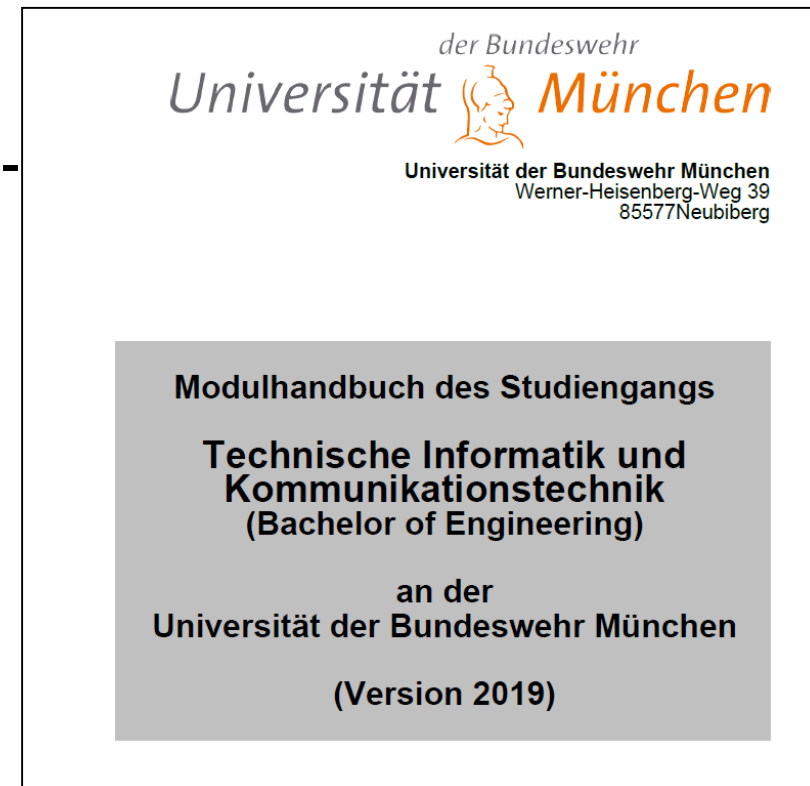 der Bundeswehr
Universität München
Universität der Bundeswehr München
Werner-Heisenberg-Weg 39
85577Neubiberg
Modulhandbuch des Studiengangs
Technische Informatik und
Kommunikationstechnik
(Bachelor of Engineering)
an der
Universität der Bundeswehr München
(Version 2019)